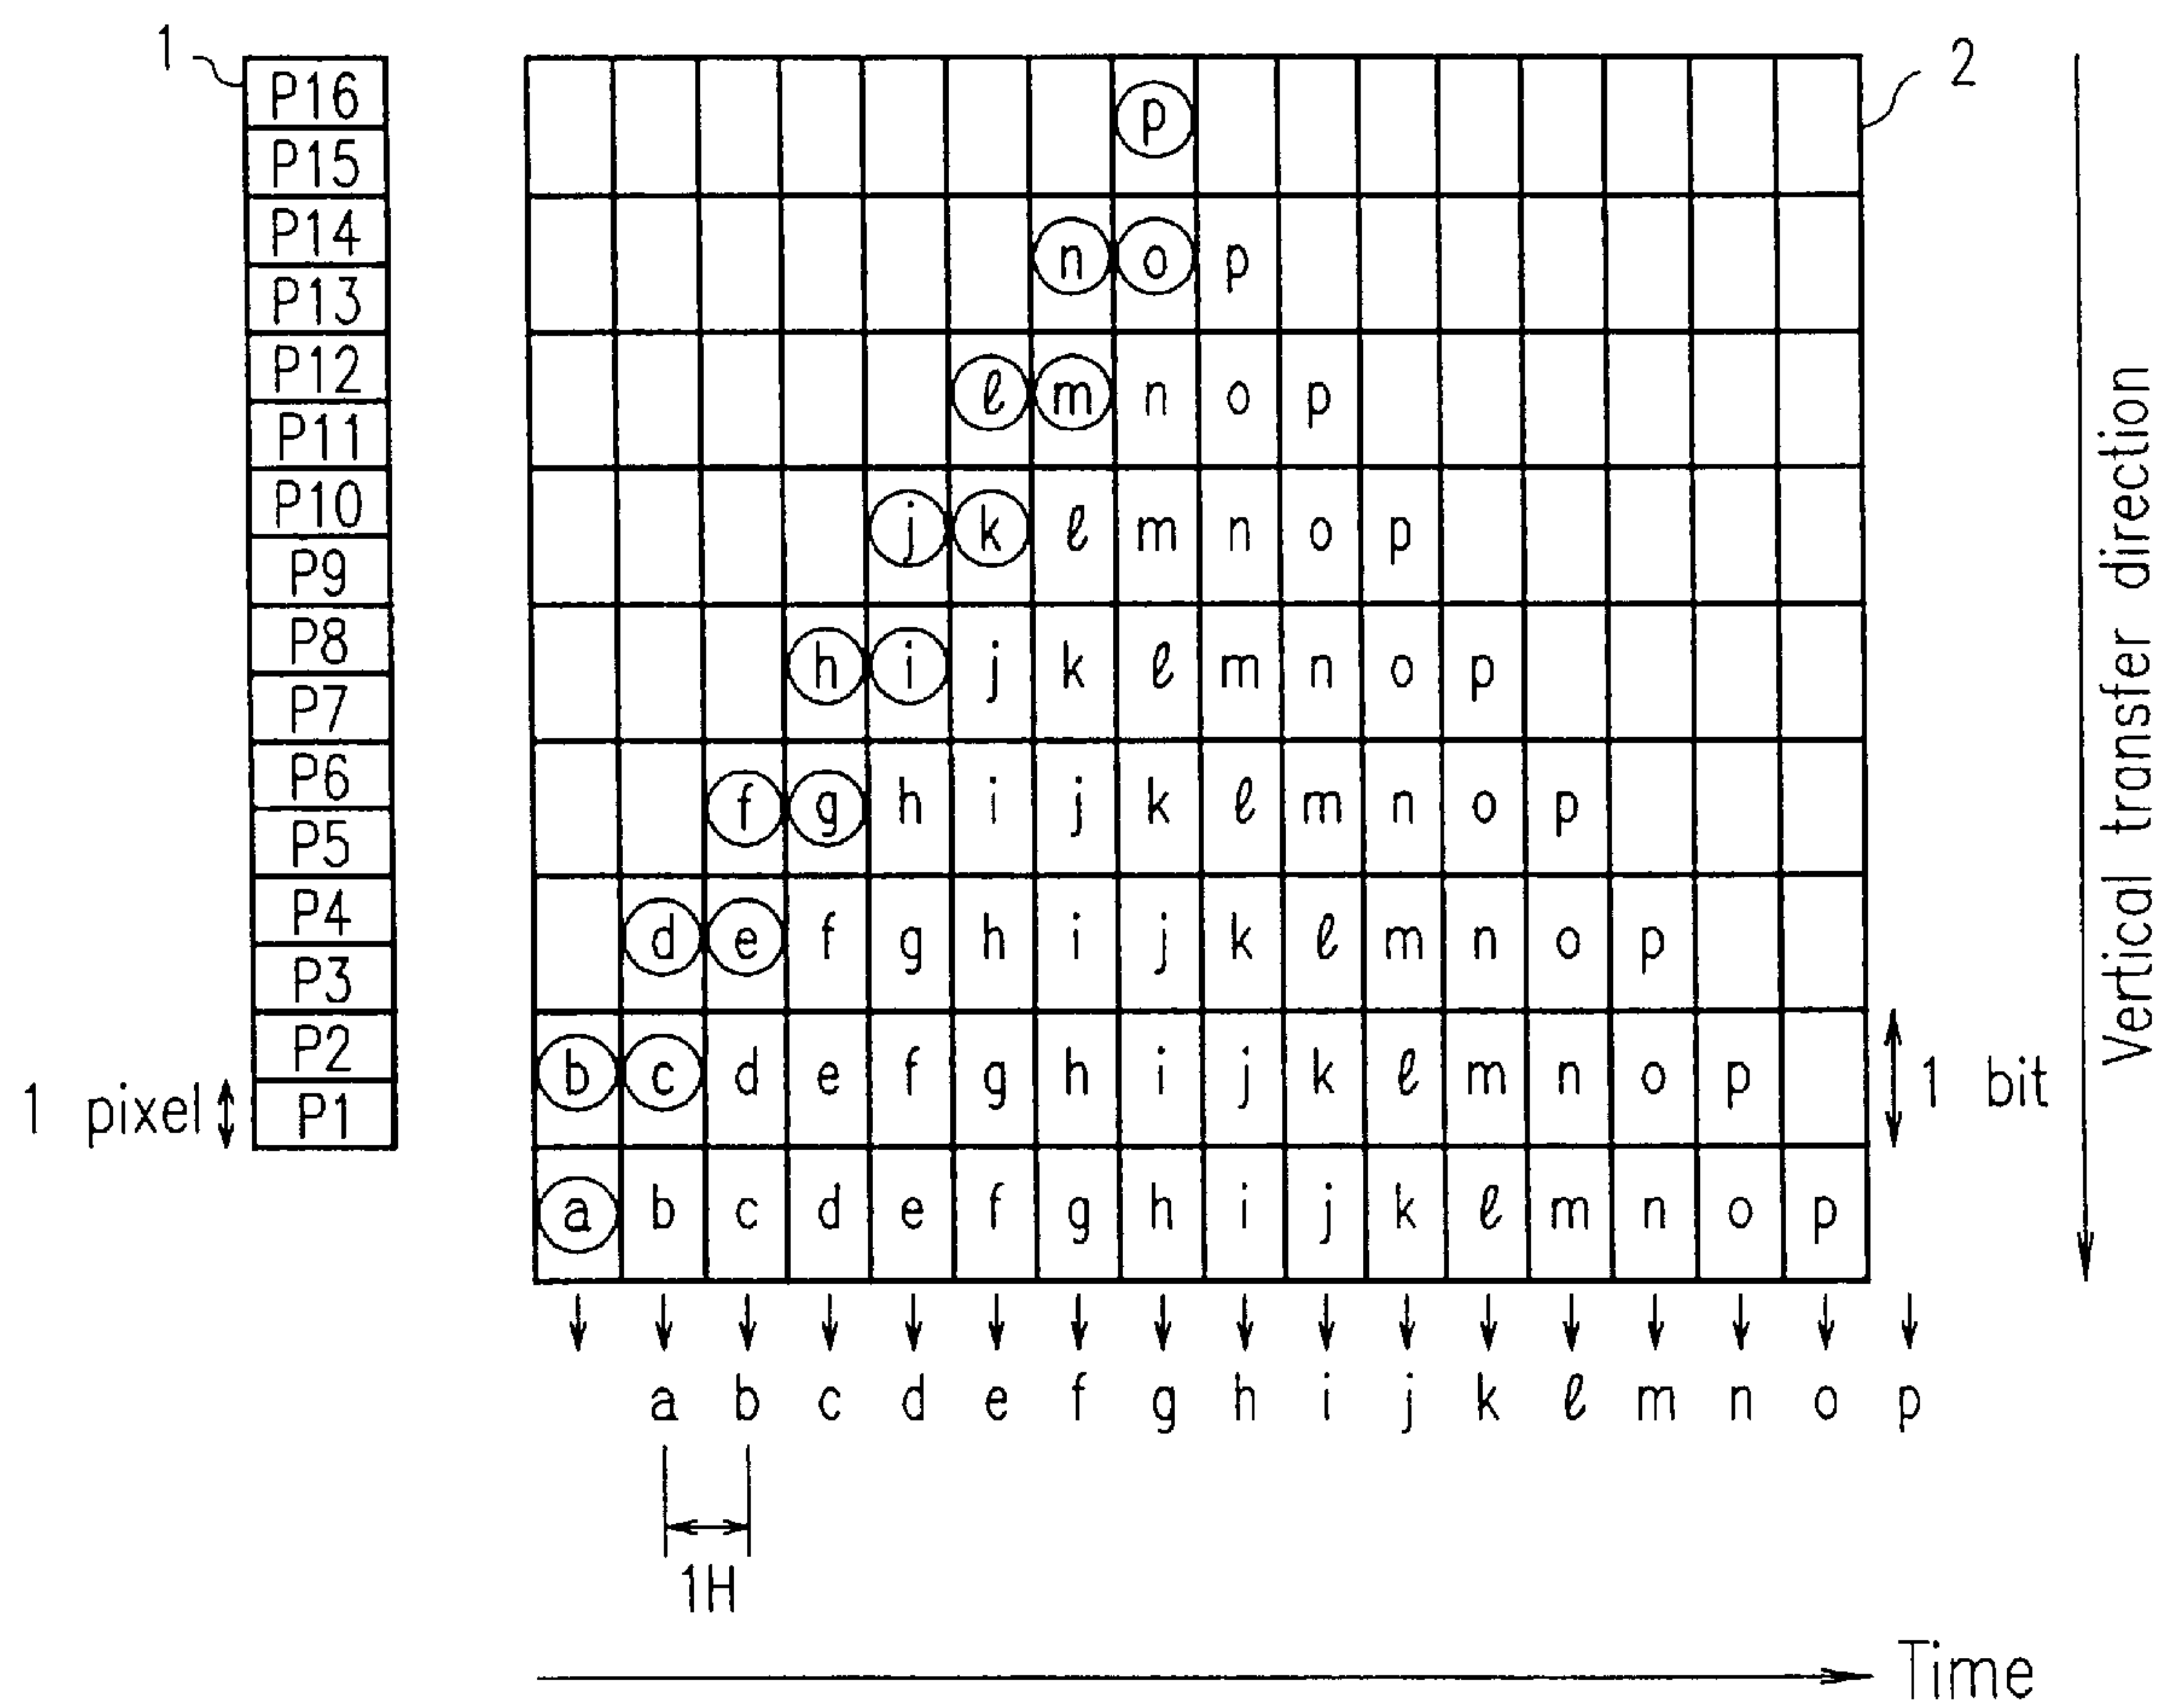 1
2
P16
P15
p
P14
P13
n o p
P12
P11
ℓ m n o p
P10
P9
j k ℓ m n o p
P8
P7
h i j k ℓ m n o p
P6
P5
f g h i j k ℓ m n o p
P4
P3
d e f g h i j k ℓ m n o p
P2
b c d e f g h i j k ℓ m n o p
1 pixel
P1
1 bit
a b c d e f g h i j k ℓ m n o p
a b c d e f g h i j k ℓ m n o p
1H
Time
Vertical transfer direction